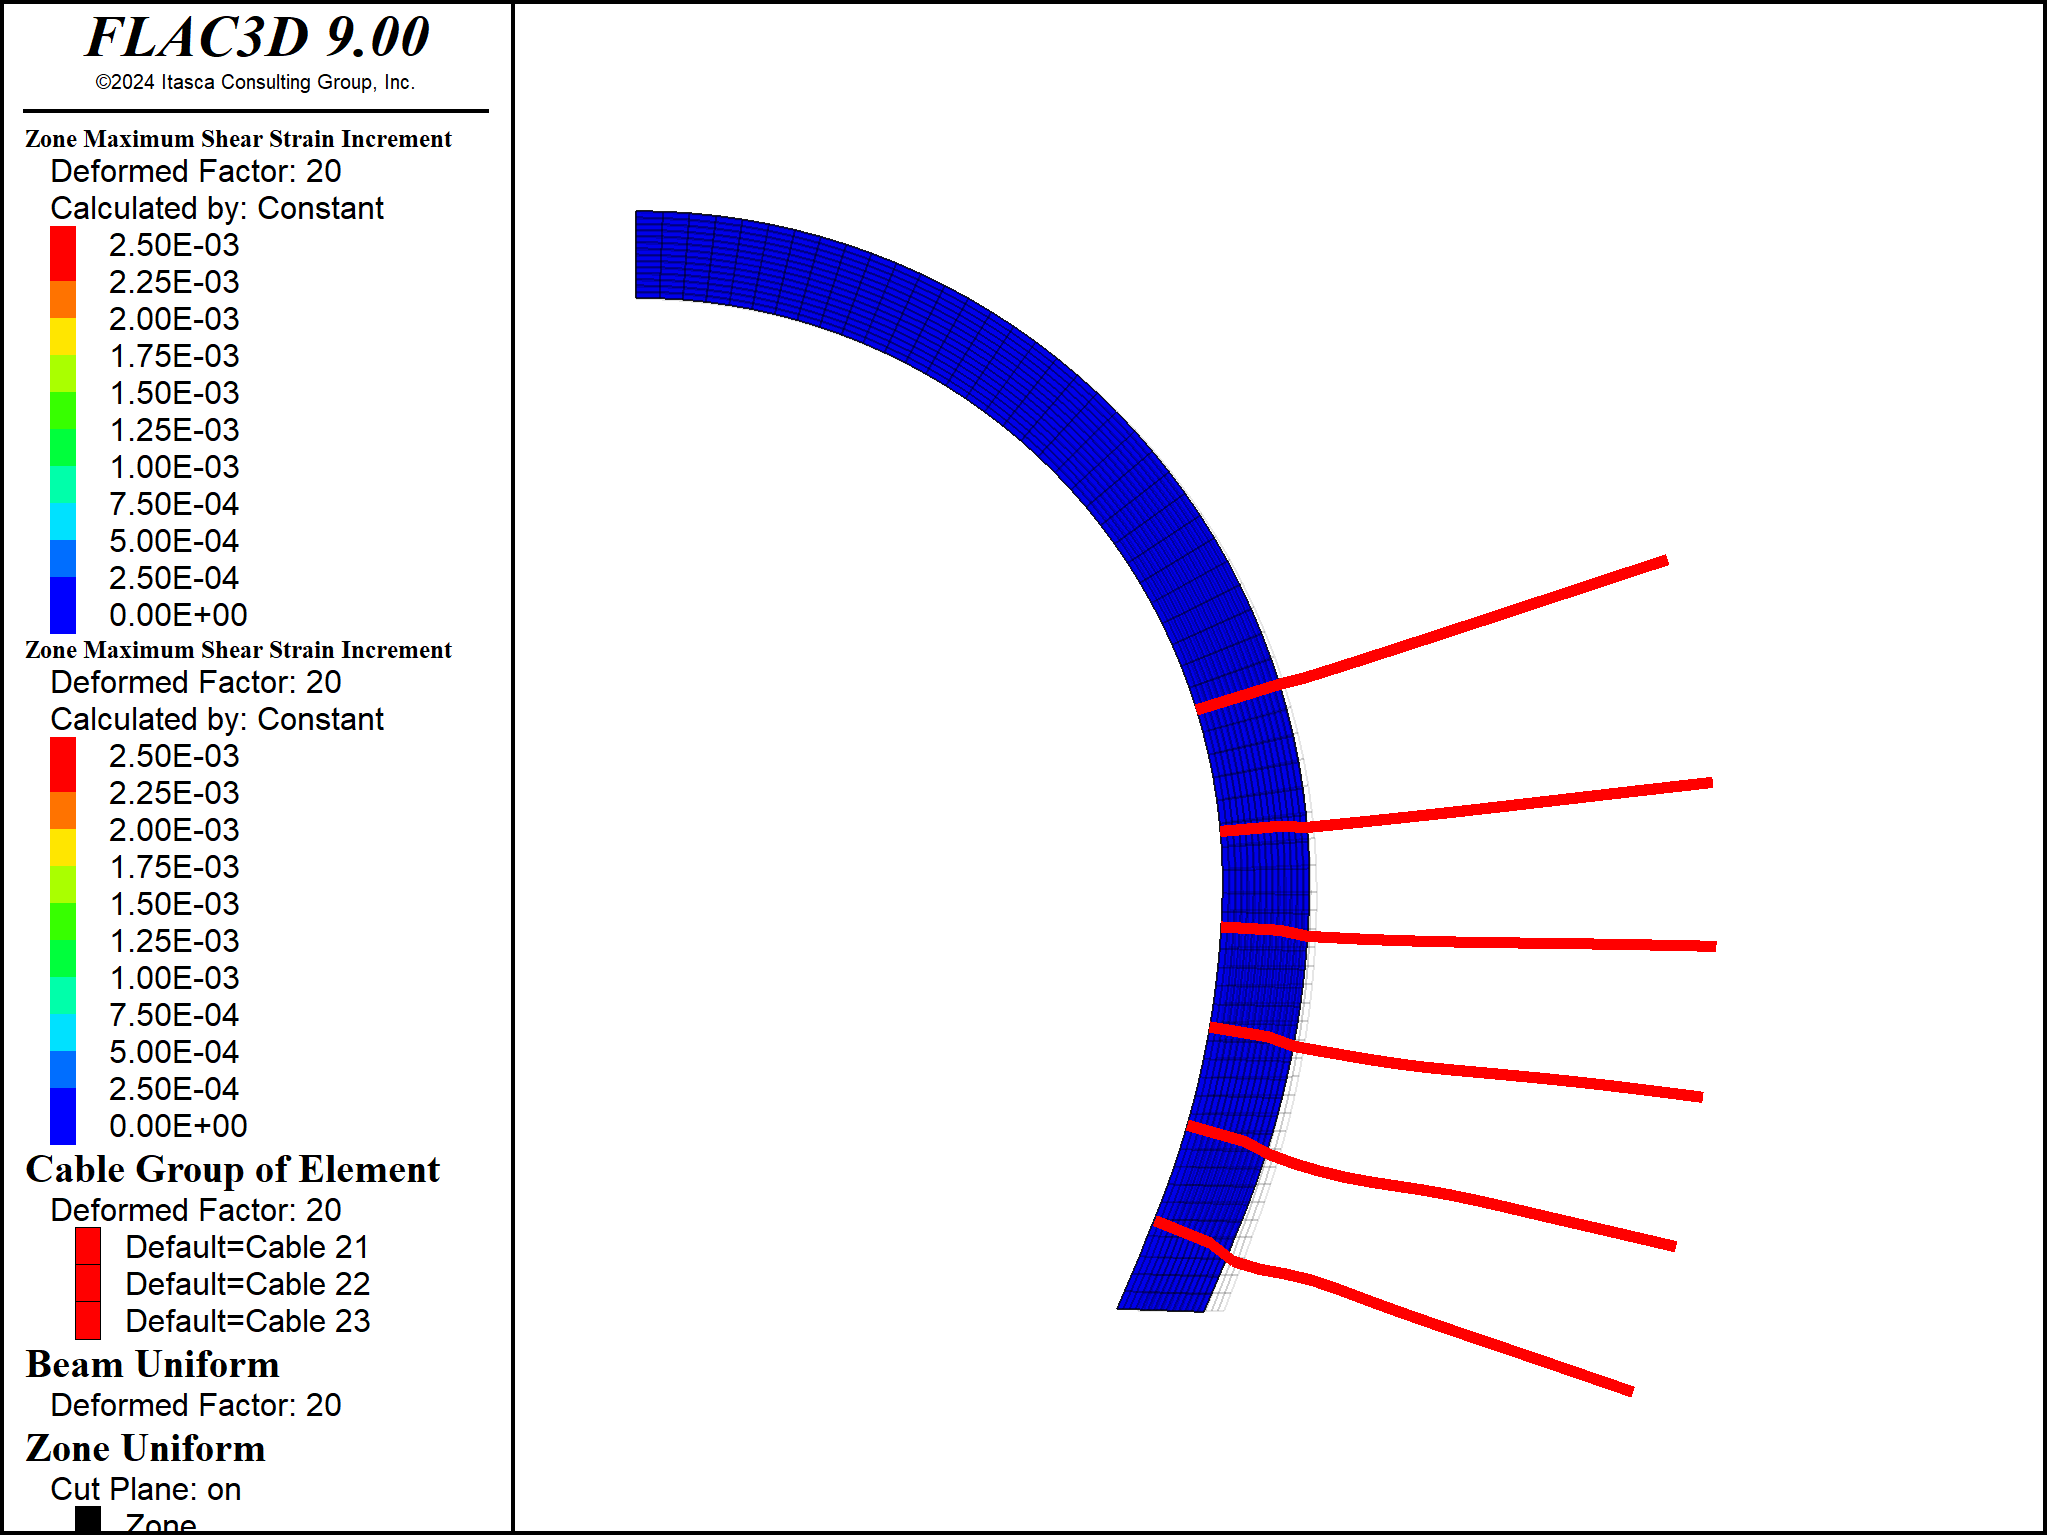 FLAC3D 9.00
©2024 Itasca Consulting Group, Inc.
Zone Maximum Shear Strain Increment
Deformed Factor: 20
Calculated by: Constant
2.50E-03
2.25E-03
2.00E-03
1.75E-03
1.50E-03
1.25E-03
1.00E-03
7.50E-04
5.00E-04
2.50E-04
0.00E+00
Zone Maximum Shear Strain Increment
Deformed Factor: 20
Calculated by: Constant
2.50E-03
2.25E-03
2.00E-03
1.75E-03
1.50E-03
1.25E-03
1.00E-03
7.50E-04
5.00E-04
2.50E-04
0.00E+00
Cable Group of Element
Deformed Factor: 20
Default=Cable 21
Default=Cable 22
Default=Cable 23
Beam Uniform
Deformed Factor: 20
Zone Uniform
Cut Plane: on
Zone